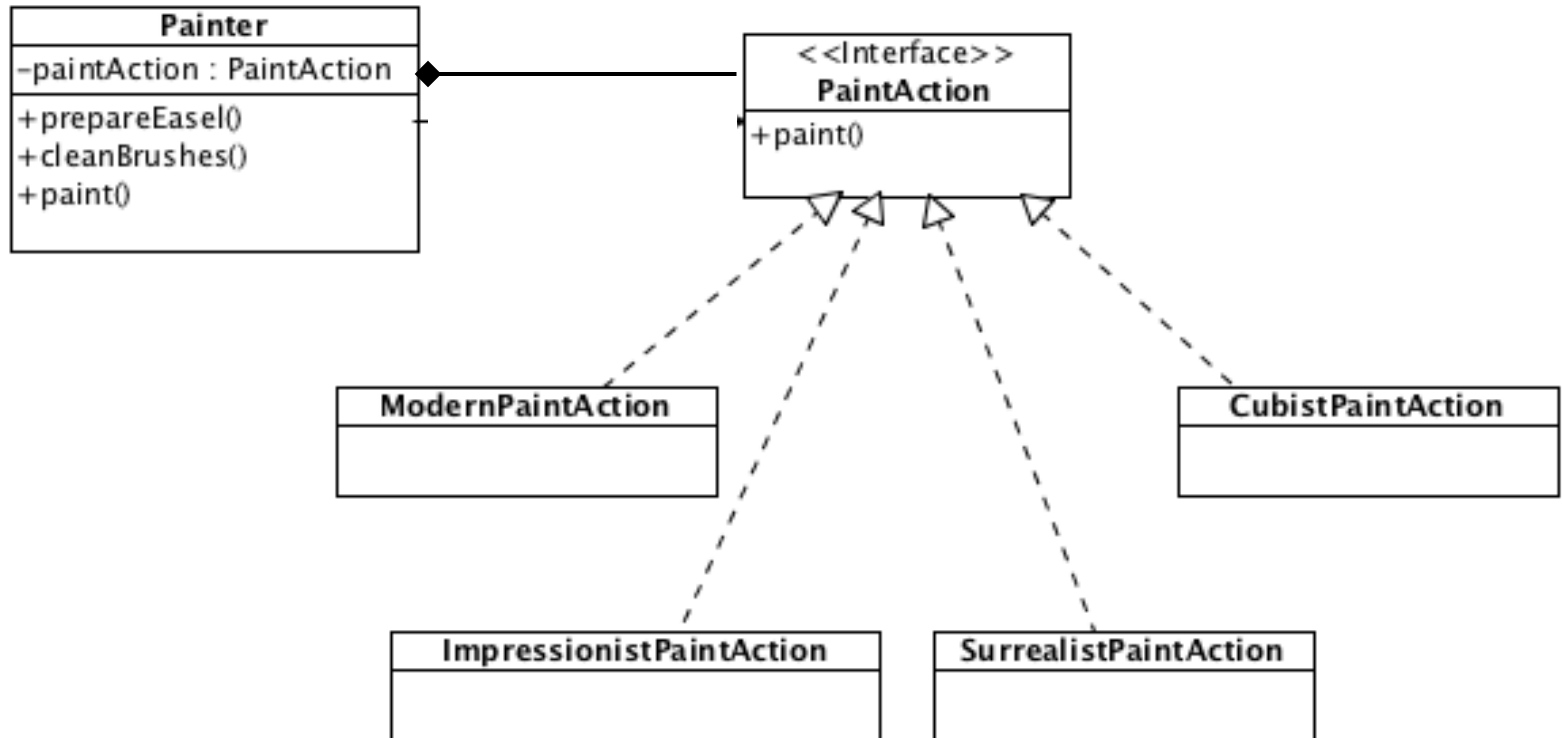 Painter
-paintAction : PaintAction
+prepareEasel()
+cleanBrushes()
+paint()
<<Interface>>
PaintAction
+paint()
ModernPaintAction
CubistPaintAction
ImpressionistPaintAction
SurrealistPaintAction